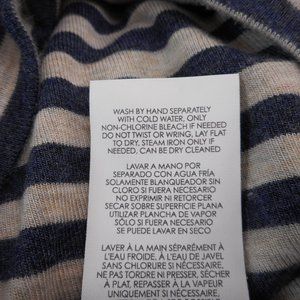 WASH BY HAND SEPARATELY
WITH COLD WATER, ONLY
NON-CHLORINE BLEACH IF NEEDED
DO NOT TWIST OR WRING, LAY FLAT
TO DRY, STEAM IRON ONLY IF
NEEDED, CAN BE DRY CLEANED
LAVAR A MANO POR
SEPARADO CON AGUA FRÍA
SOLAMENTE BLANQUEADOR SIN
CLORO SI FUERA NECESARIO
NO EXPRIMIR NI RETORCER
SECAR SOBRE SUPERFICIE PLANA
UTILIZAR PLANCHA DE VAPOR
SÓLO SI FUERA NECESARIO
SE PUEDE LAVAR EN SECO
LAVER À LA MAIN SÉPARÉMENT À
L'EAU FROIDE, À L'EAU DE JAVEL
SANS CHLORURE SI NÉCESSAIRE,
NE PAS TORDRE NI PRESSER, SÉCHER
À PLAT, REPASSER À LA VAPEUR
UNIQUEMENT SI NÉCESSAIRE,